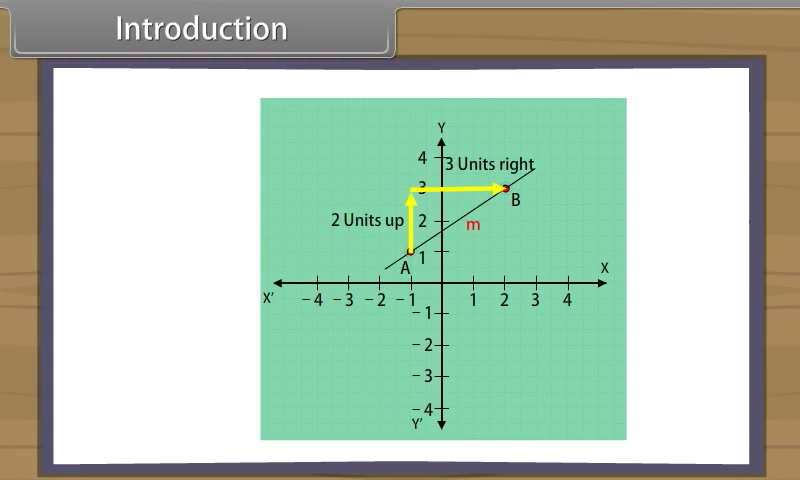 Introduction
Y
4
3 Units right
3
B
2 Units up
2
m
1
A
X
X'
−4 −3 −2 −1
1 2 3 4
−1
−2
−3
−4
Y'